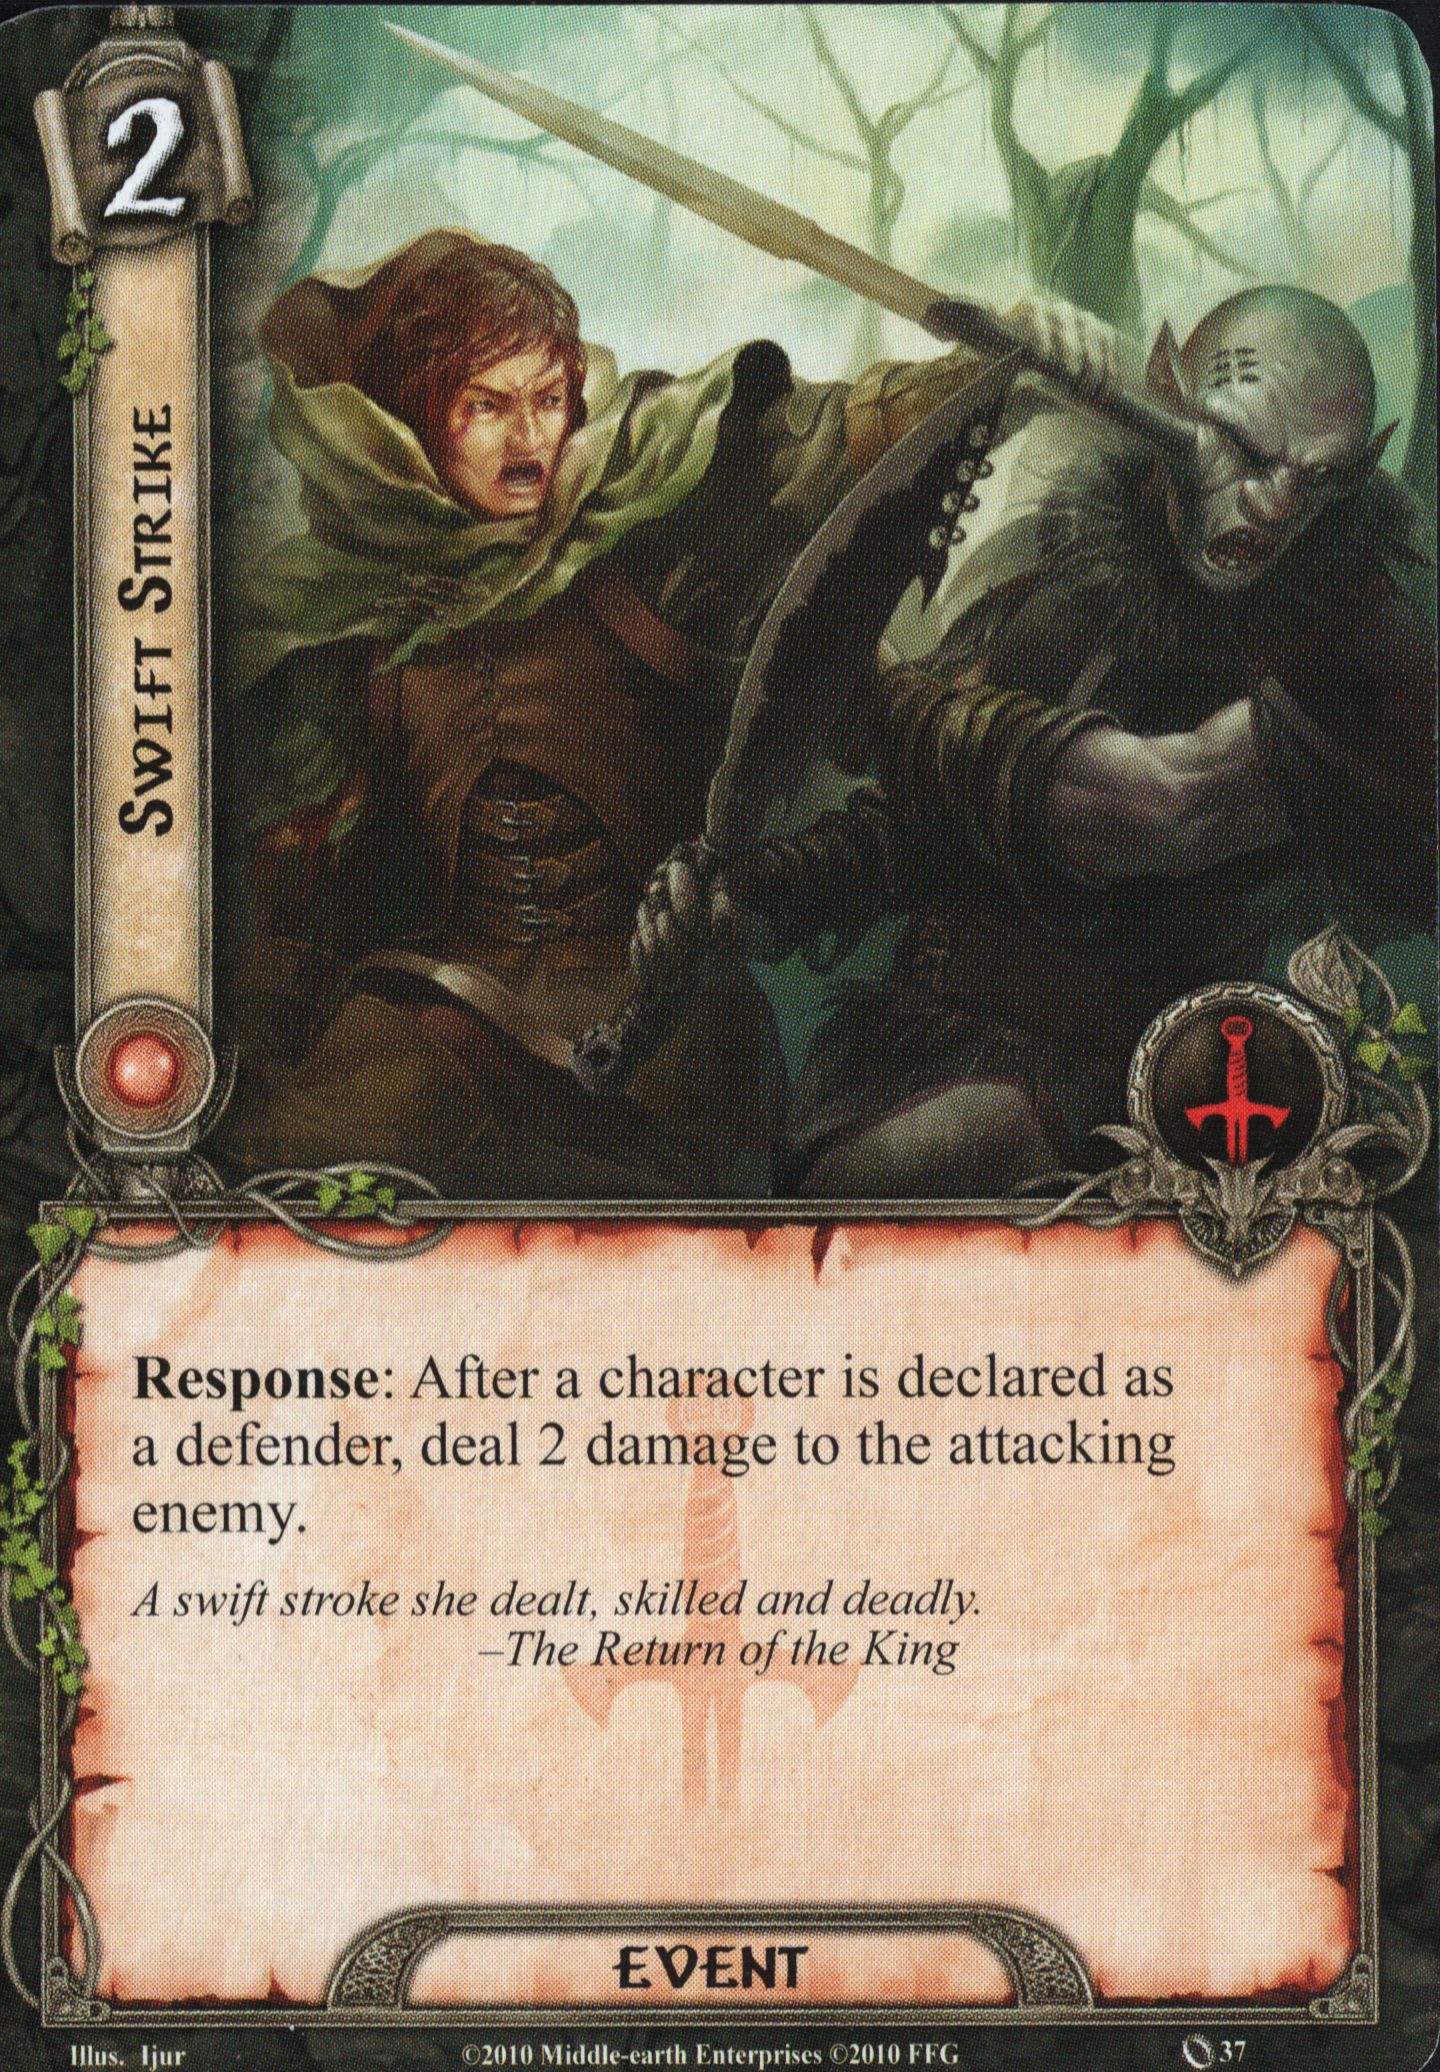 2
SWIFT STRIKE
Response: After a character is declared as
a defender, deal 2 damage to the attacking
enemy.
A swift stroke she dealt, skilled and deadly.
–The Return of the King
EVENT
Illus. Ijur
©2010 Middle-earth Enterprises ©2010 FFG
37